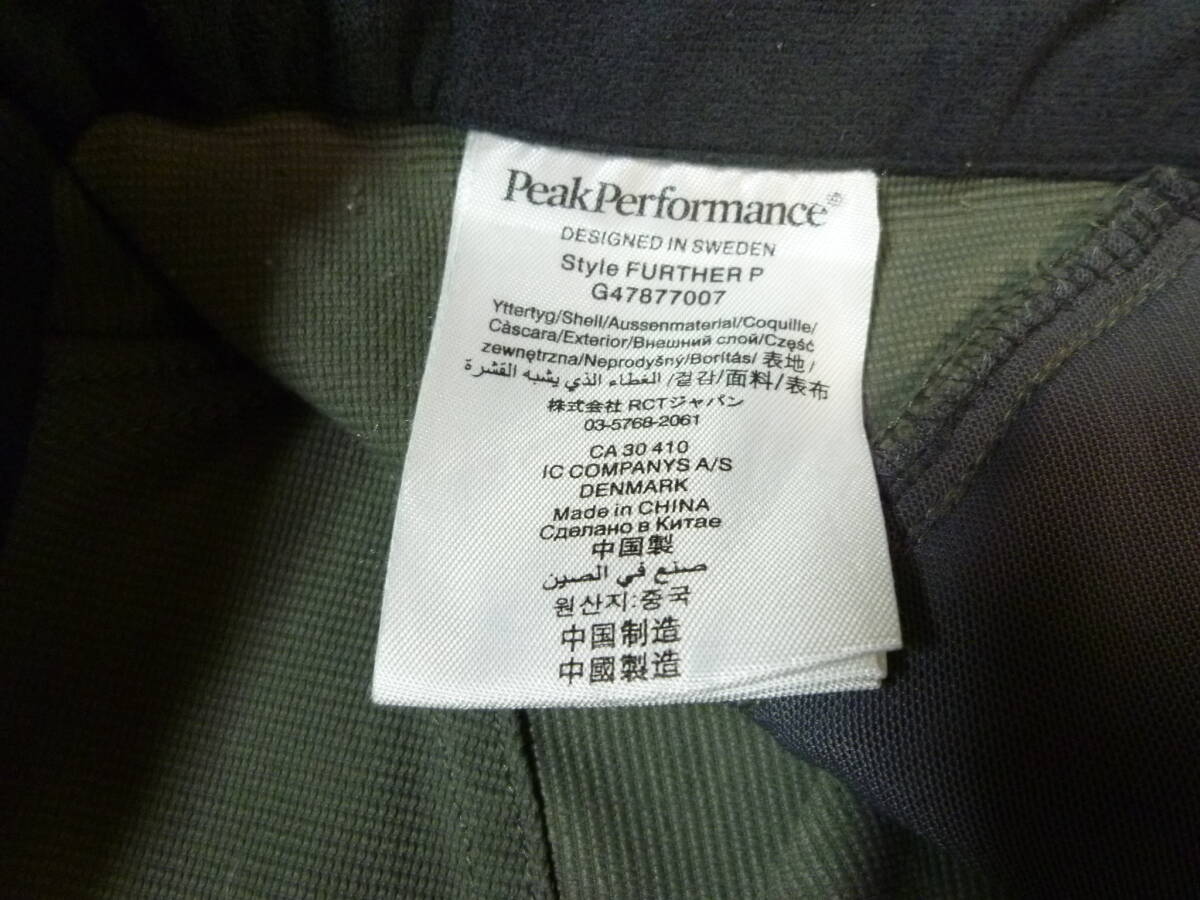 PeakPerformance®
DESIGNED IN SWEDEN
Style FURTHER P
G47877007
Yttertyg/Shell/Aussenmaterial/Coquille/
Càscara/Exterior/Внешний слой/Część
zewnętrzna/Neprodyšný/Borítás/ 表地 /
الغطاء الذي يشبه القشرة /겉감/面料/表布
株式会社 RCTジャパン
03-5768-2061
CA 30 410
IC COMPANYS A/S
DENMARK
Made in CHINA
Сделано в Китае
中国製
صنع في الصين
원산지:중국
中国制造
中國製造